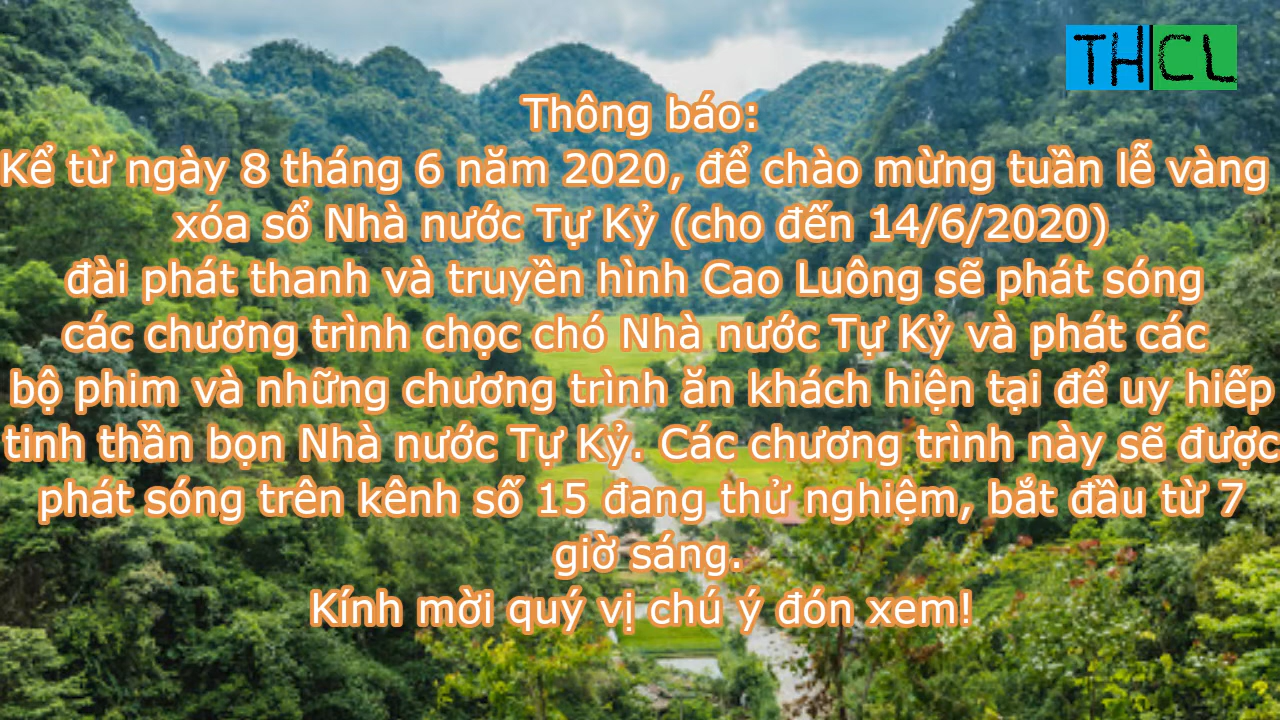 THCL
Thông báo:
Kể từ ngày 8 tháng 6 năm 2020, để chào mừng tuần lễ vàng
xóa sổ Nhà nước Tự Kỷ (cho đến 14/6/2020)
đài phát thanh và truyền hình Cao Luông sẽ phát sóng
các chương trình chọc chó Nhà nước Tự Kỷ và phát các
bộ phim và những chương trình ăn khách hiện tại để uy hiếp
tinh thần bọn Nhà nước Tự Kỷ. Các chương trình này sẽ được
phát sóng trên kênh số 15 đang thử nghiệm, bắt đầu từ 7
giờ sáng.
Kính mời quý vị chú ý đón xem!